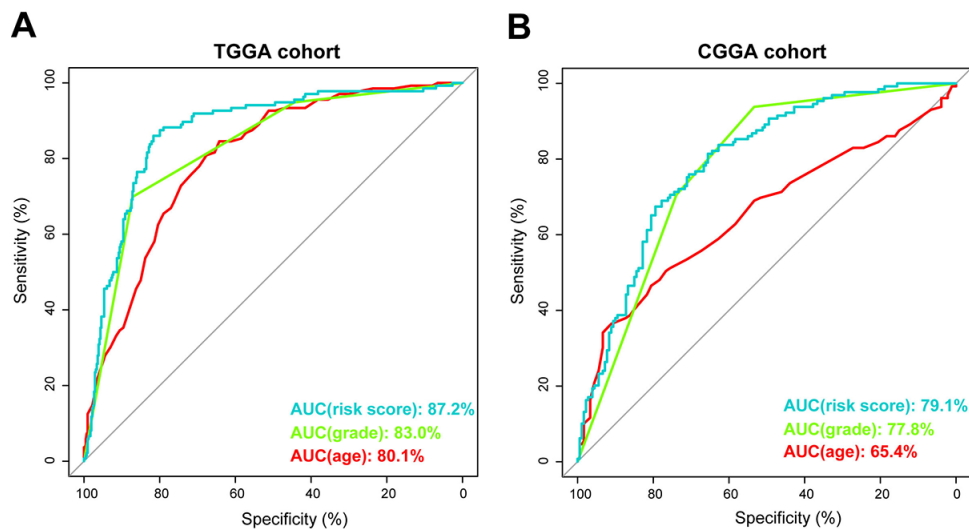 A
B
TGGA cohort
CGGA cohort
Sensitivity (%)
100
80
60
40
20
0
AUC(risk score): 87.2%
AUC(grade): 83.0%
AUC(age): 80.1%
100
80
60
40
20
0
Specificity (%)
Sensitivity (%)
100
80
60
40
20
0
AUC(risk score): 79.1%
AUC(grade): 77.8%
AUC(age): 65.4%
100
80
60
40
20
0
Specificity (%)